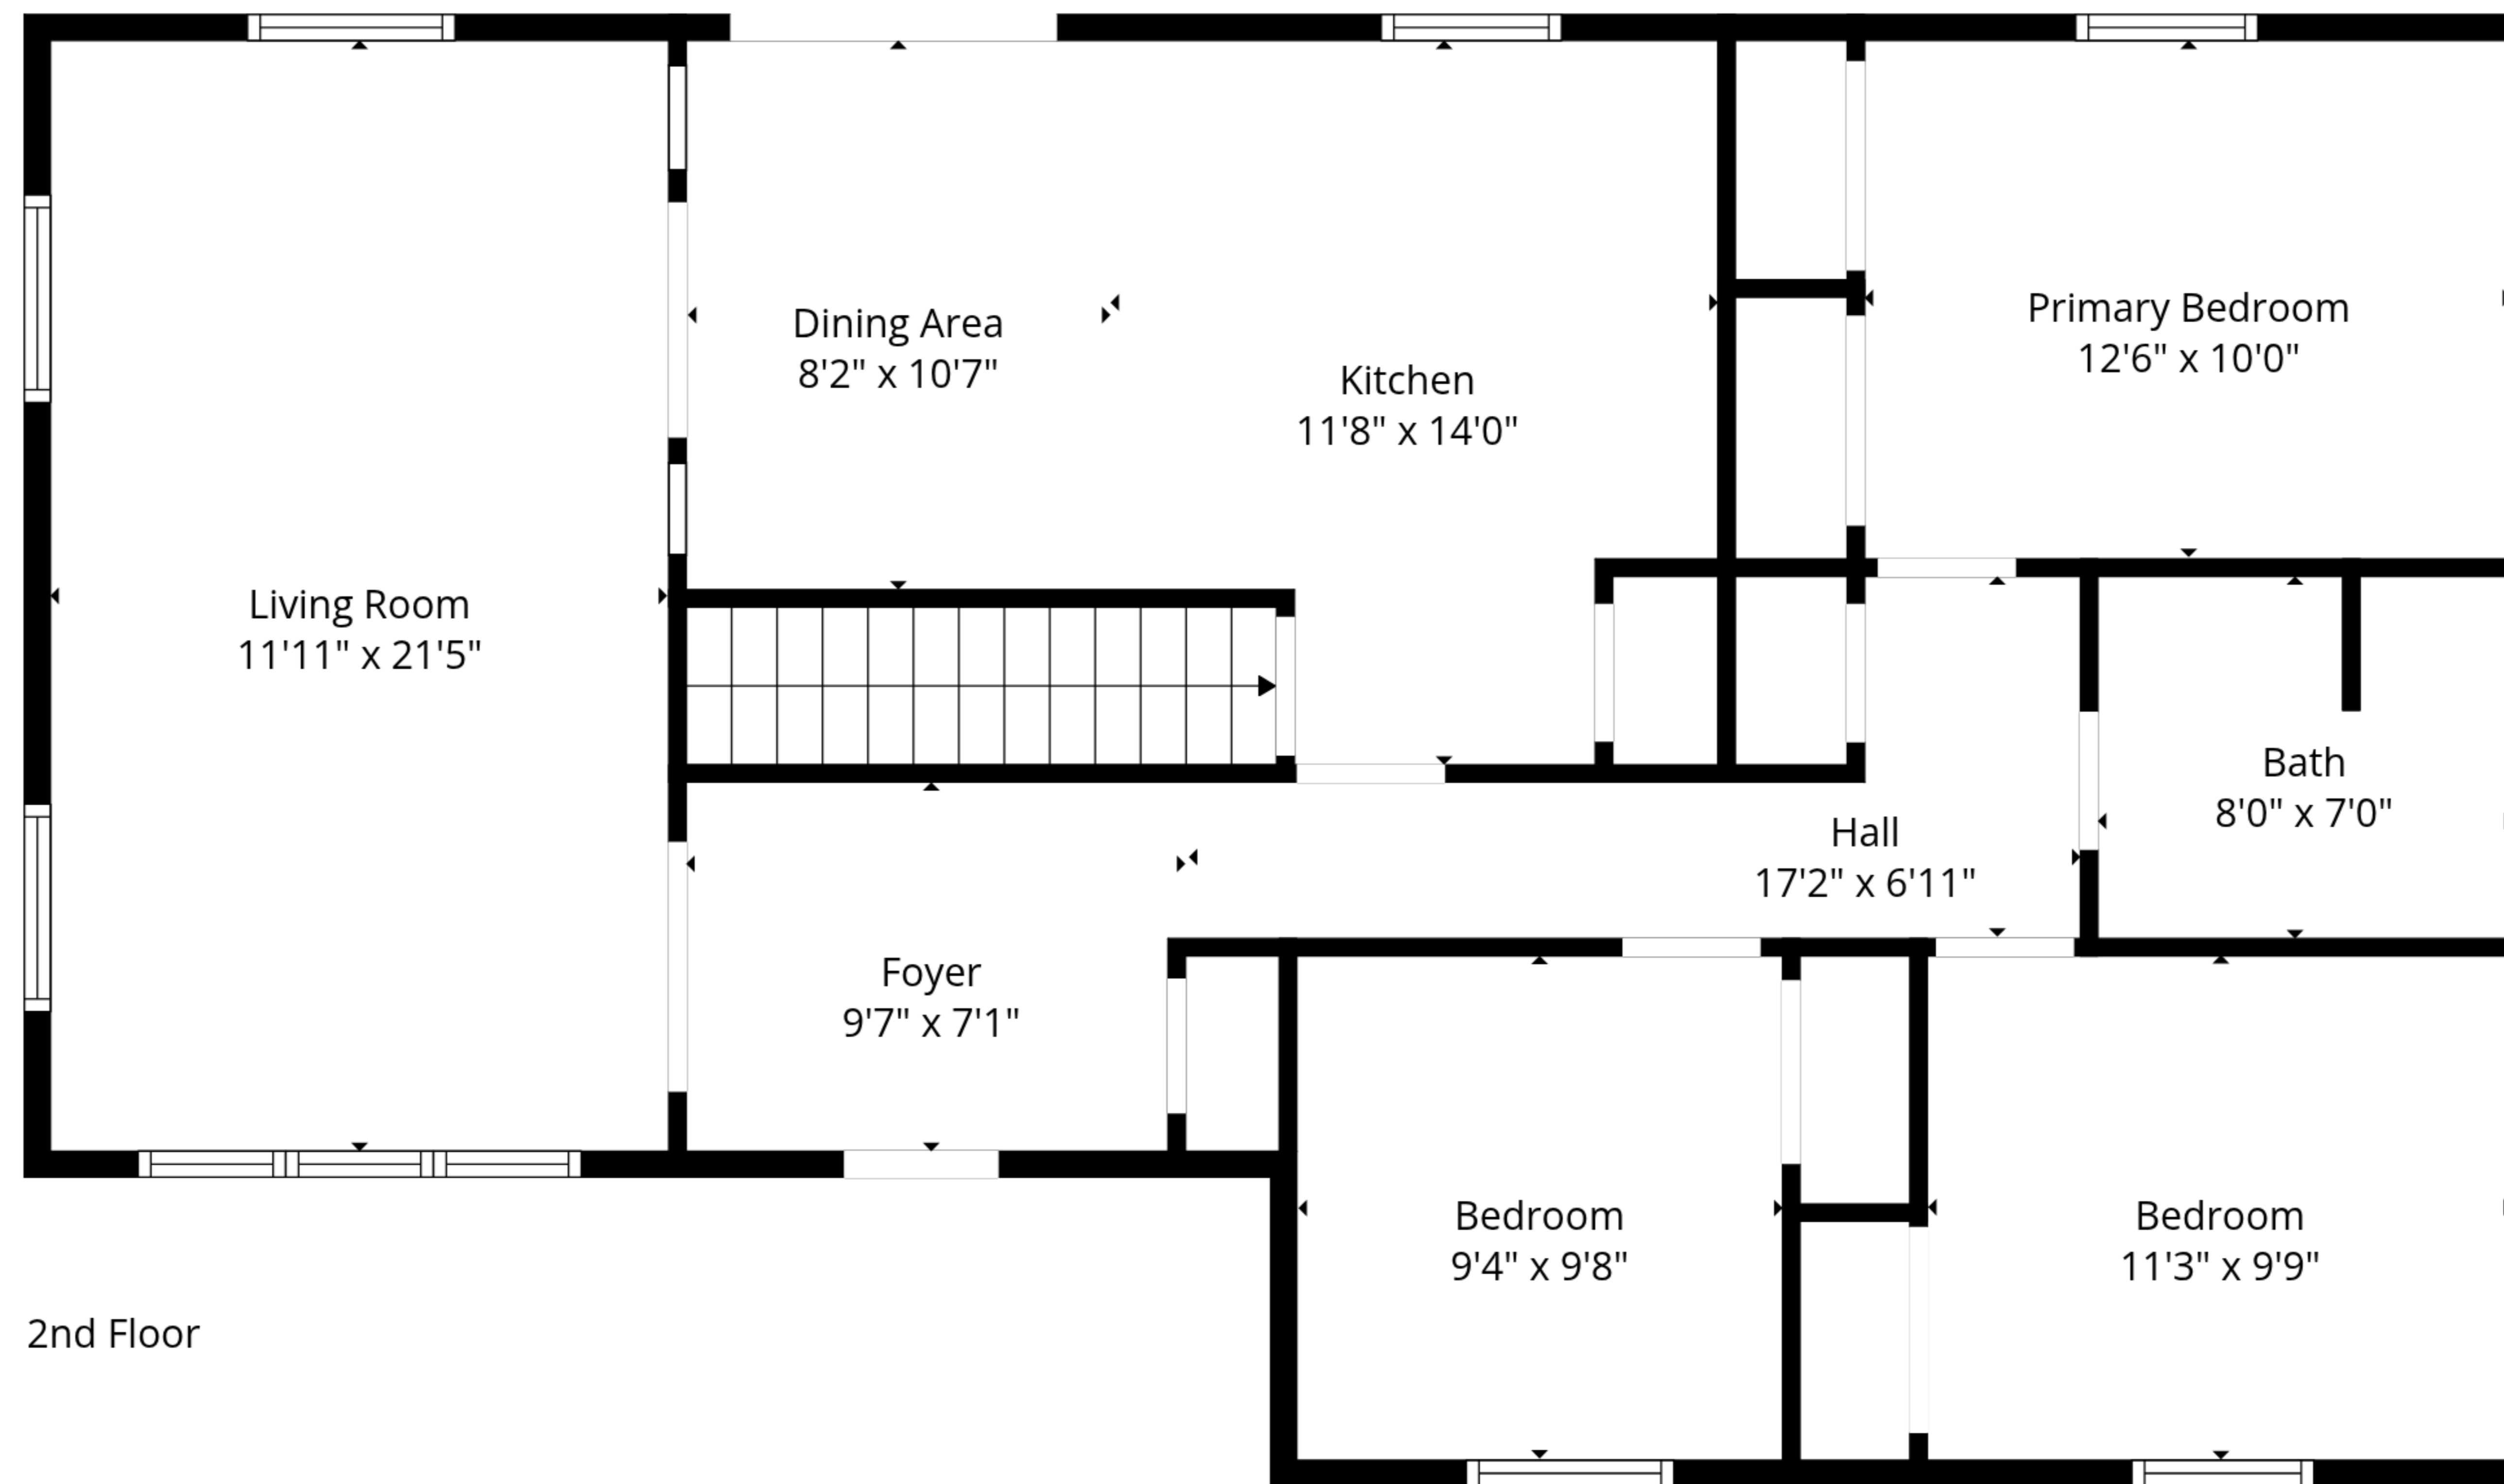 Primary Bedroom
12'6" x 10'0"
Dining Area
8'2" x 10'7"
Kitchen
11'8" x 14'0"
Living Room
11'11" x 21'5"
Bath
8'0" x 7'0"
Hall
17'2" x 6'11"
Foyer
9'7" x 7'1"
Bedroom
9'4" x 9'8"
Bedroom
11'3" x 9'9"
2nd Floor